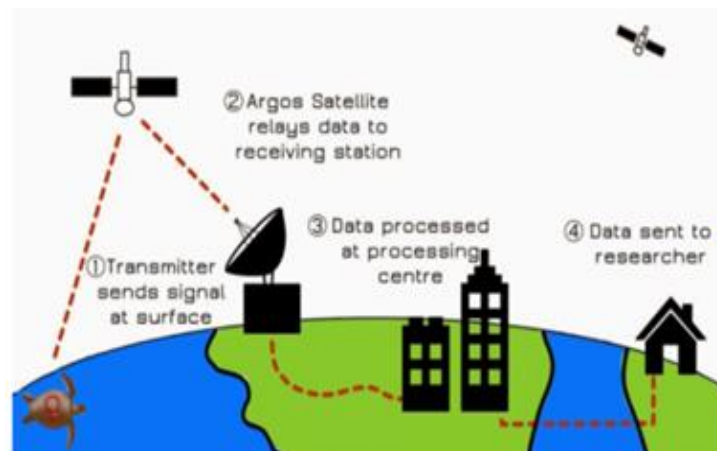 ①Transmitter
sends signal
at surface
②Argos Satellite
relays data to
receiving station
③ Data processed
at processing
centre
④ Data sent to
researcher